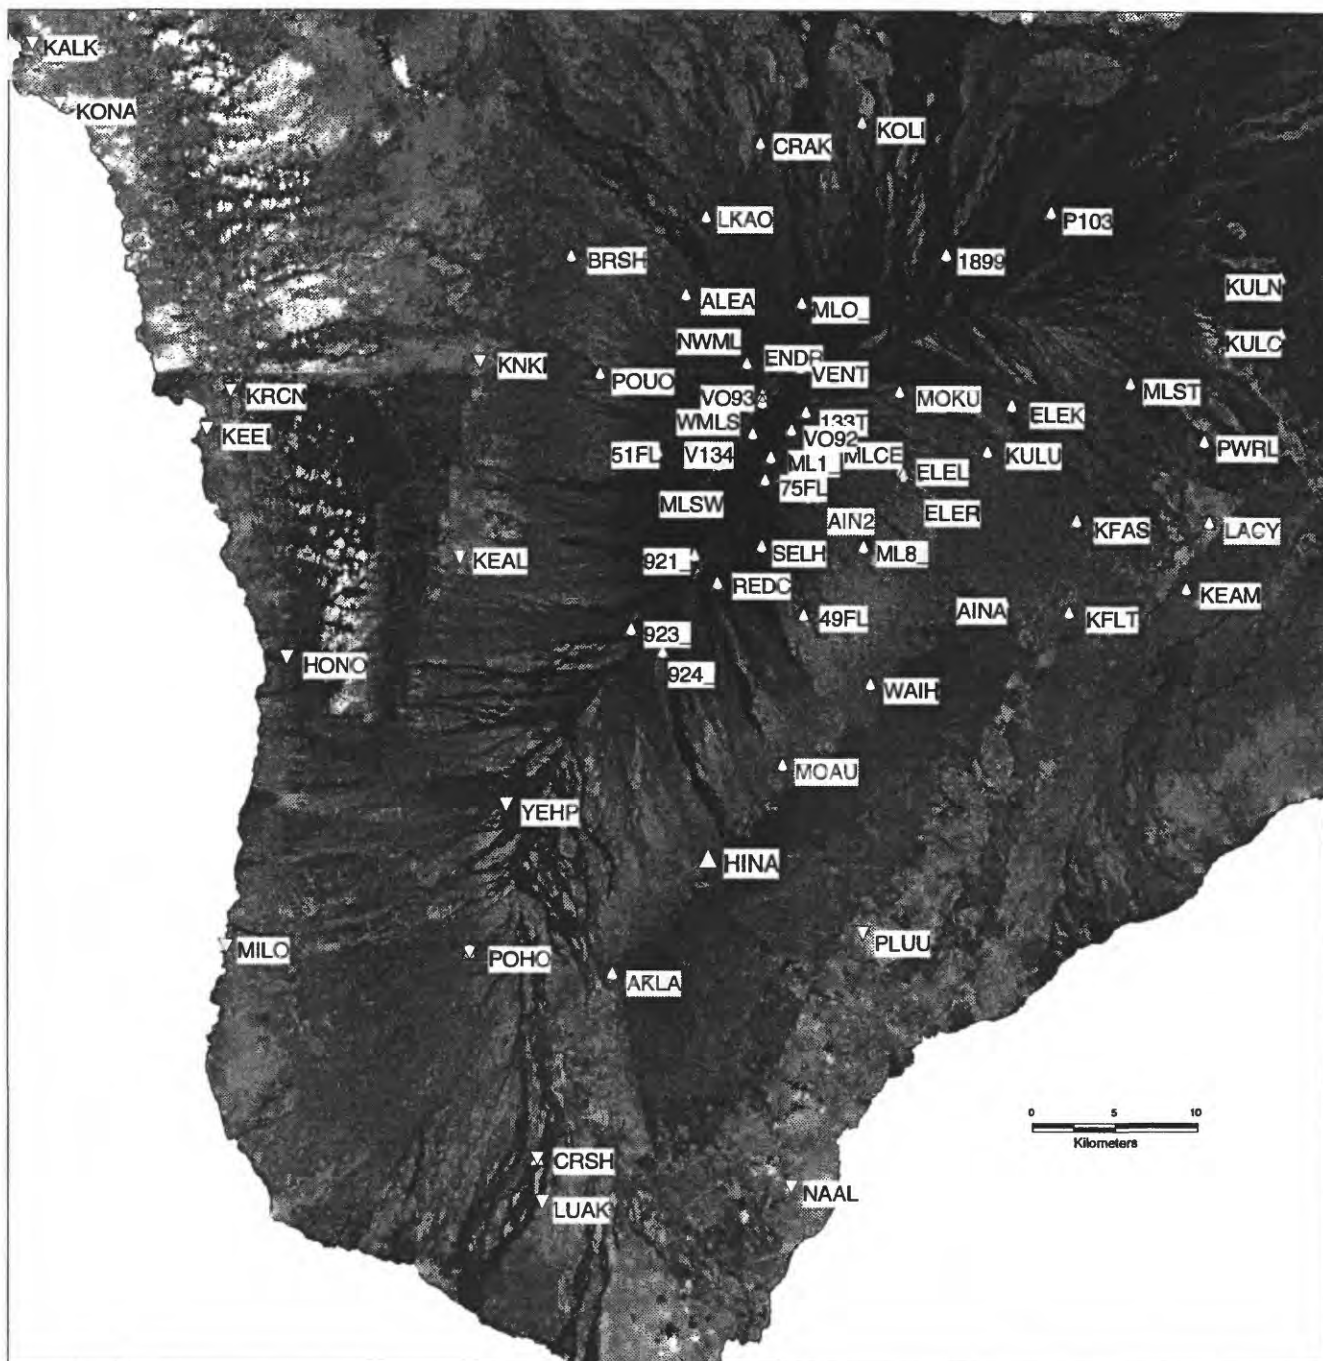 KALK
KONA
KOLI
CRAK
LKAO
P103
BRSH
1899
KULN
ALEA
MLO_
NWML
KULC
ENDR
KNKI
VENT
POUO
MLST
KRCN
VO93
MOKU
ELEK
WMLS
133T
KEEI
VO92
PWRL
51FL
V134
ML1_
MLCE
KULU
ELEL
75FL
MLSW
ELER
AIN2
KFAS
LACY
SELH
ML8_
KEAL
921_
REDC
KEAM
AINA
49FL
KFLT
923_
HONO
924_
WAIH
MOAU
YEHP
HINA
PLUU
MILO
POHO
AKLA
0 5 10
Kilometers
CRSH
NAAL
LUAK